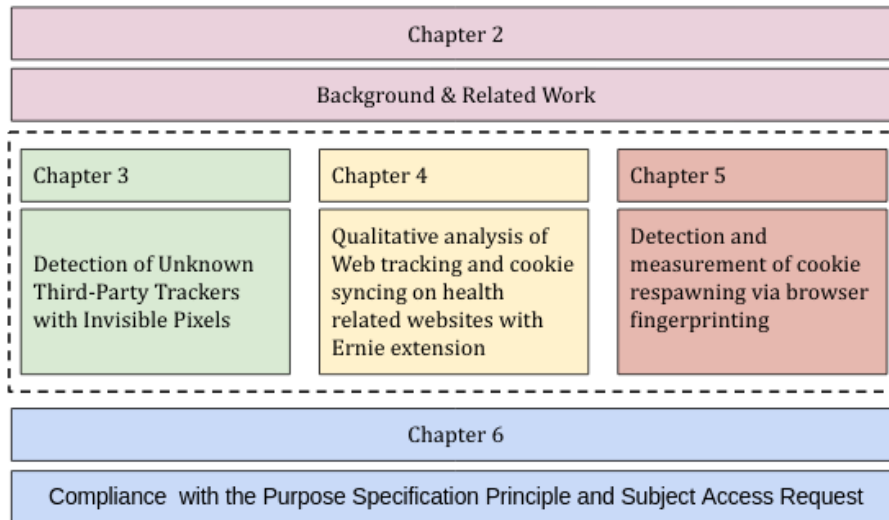 Chapter 2
Background & Related Work
Chapter 3
Detection of Unknown
Third-Party Trackers
with Invisible Pixels
Chapter 4
Qualitative analysis of
Web tracking and cookie
syncing on health
related websites with
Ernie extension
Chapter 5
Detection and
measurement of cookie
respawning via browser
fingerprinting
Chapter 6
Compliance with the Purpose Specification Principle and Subject Access Request